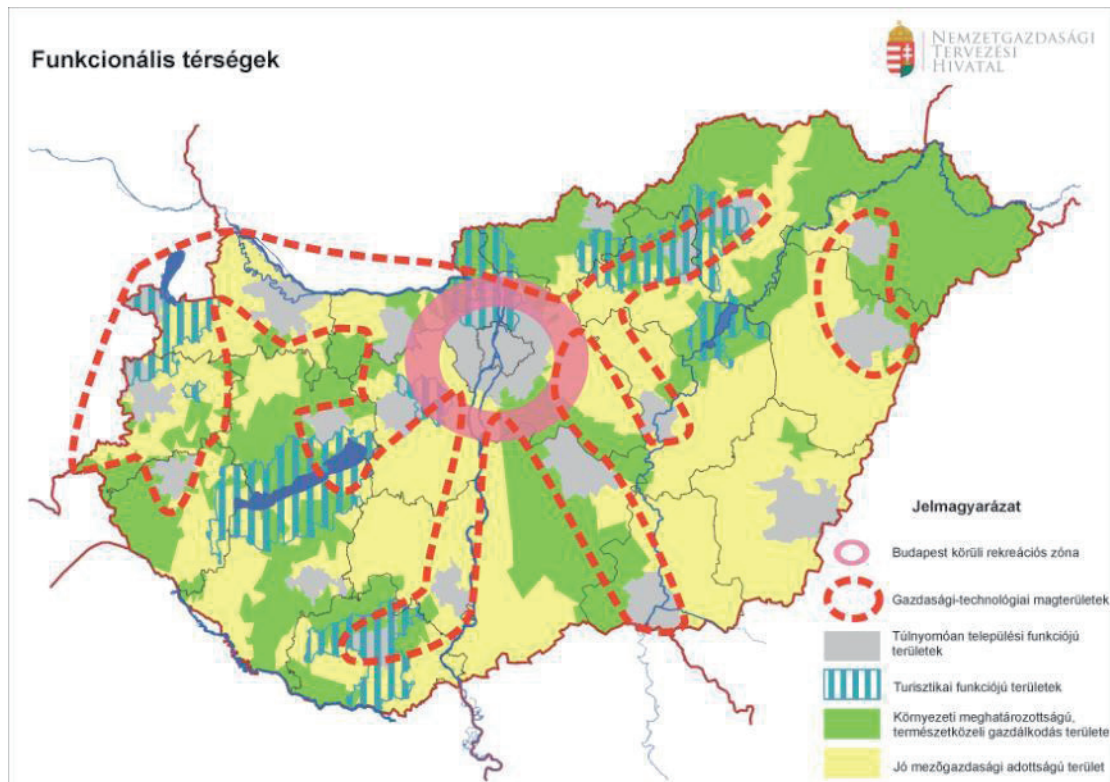 Funkcionális térségek
NEMZETGAZDASÁGI
TERVEZÉSI
HIVATAL
Jelmagyarázat
Budapest körüli rekreációs zóna
Gazdasági-technológiai magterületek
Túlnyomóan települési funkciójú
területek
Turisztikai funkciójú területek
Környezeti meghatározottságú,
természetközeli gazdálkodás területe
Jó mezõgazdasági adottságú terület